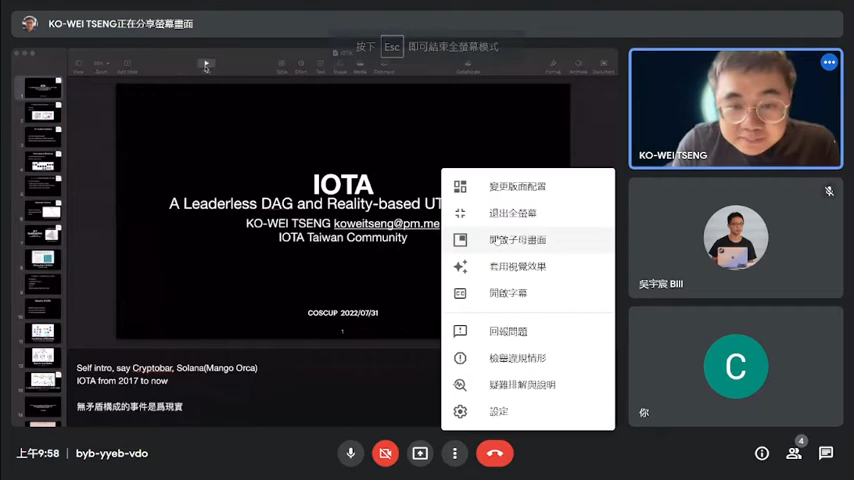 KO-WEI TSENG正在分享螢幕畫面
按下 Esc 即可結束全螢幕模式
IOTA
A Leaderless DAG and Reality-based UT
KO-WEI TSENG koweitseng@pm.me
IOTA Taiwan Community
COSCUP 2022/07/31
1
Self intro, say Cryptobar, Solana(Mango Orca)
IOTA from 2017 to now
無矛盾構成的事件是爲現實
變更版面配置
退出全螢幕
開啟子母畫面
套用視覺效果
開啟字幕
回報問題
檢舉違規情形
疑難排解與說明
設定
KO-WEI TSENG
吳宇宸 Bill
C
你
上午9:58
byb-yyeb-vdo
4